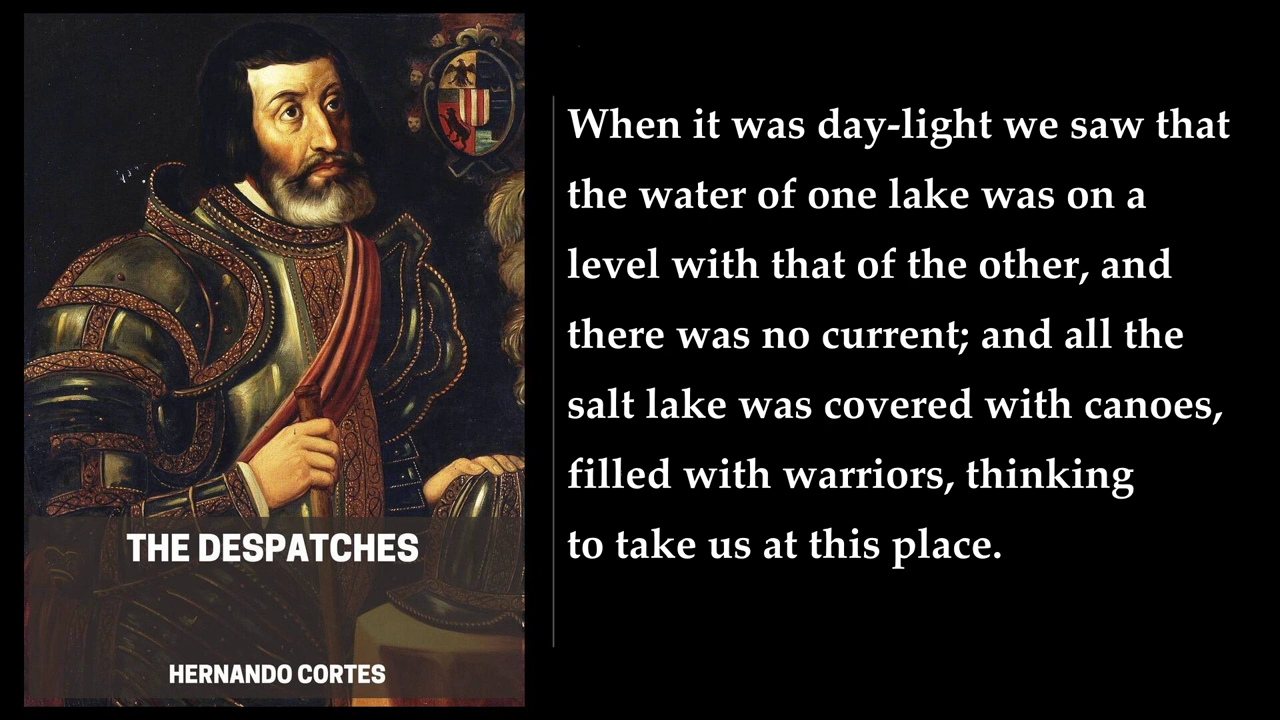 THE DESPATCHES
HERNANDO CORTES
When it was day-light we saw that
the water of one lake was on a
level with that of the other, and
there was no current; and all the
salt lake was covered with canoes,
filled with warriors, thinking
to take us at this place.